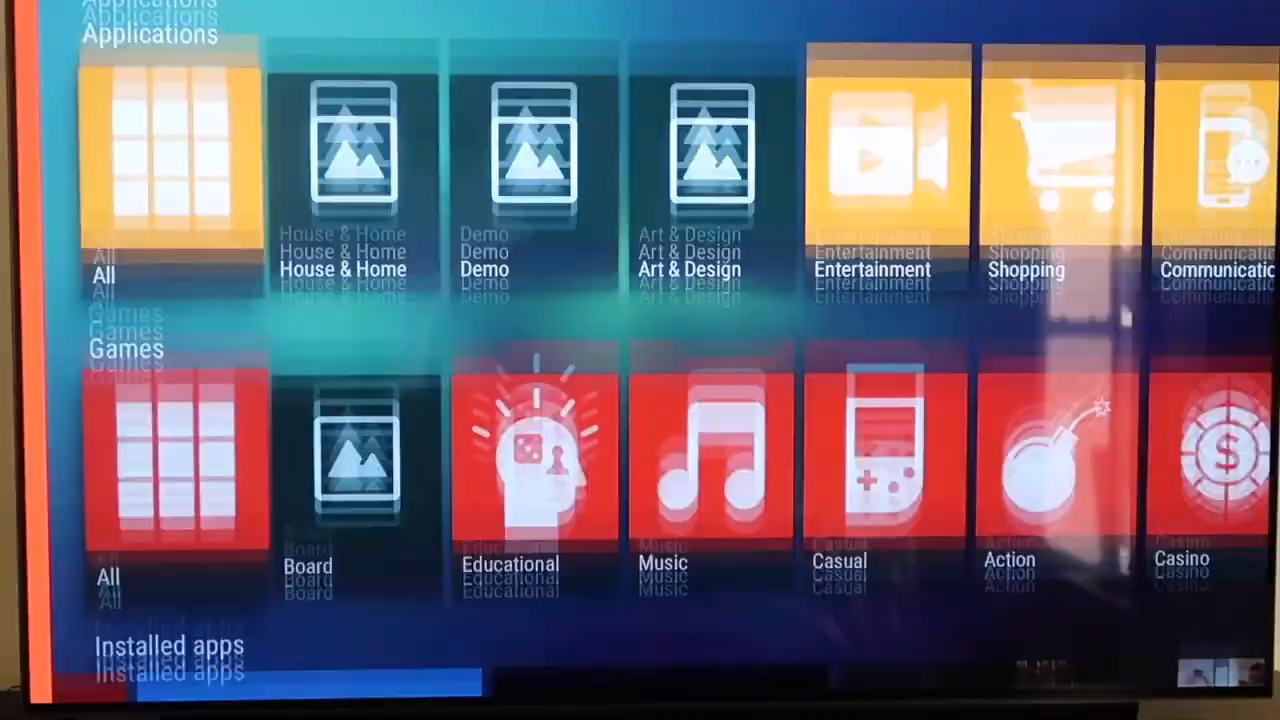 Applications
All
House & Home
Demo
Art & Design
Entertainment
Shopping
Communicatic
Games
All
Board
Educational
Music
Casual
Action
Casino
Installed apps